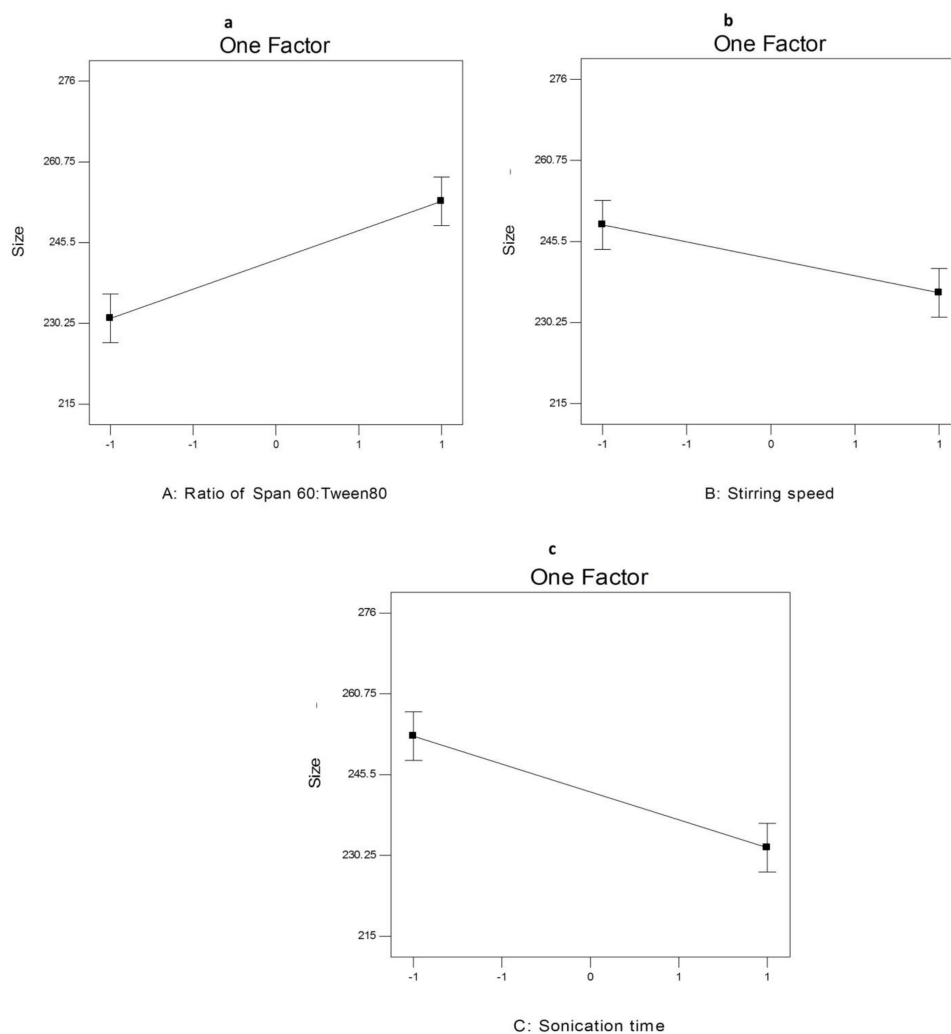 a
One Factor
276
260.75
245.5
230.25
215
Size
-1 -1 0 1 1
A: Ratio of Span 60:Tween80
b
One Factor
276
260.75
245.5
230.25
215
Size
-1 -1 0 1 1
B: Stirring speed
c
One Factor
276
260.75
245.5
230.25
215
Size
-1 -1 0 1 1
C: Sonication time